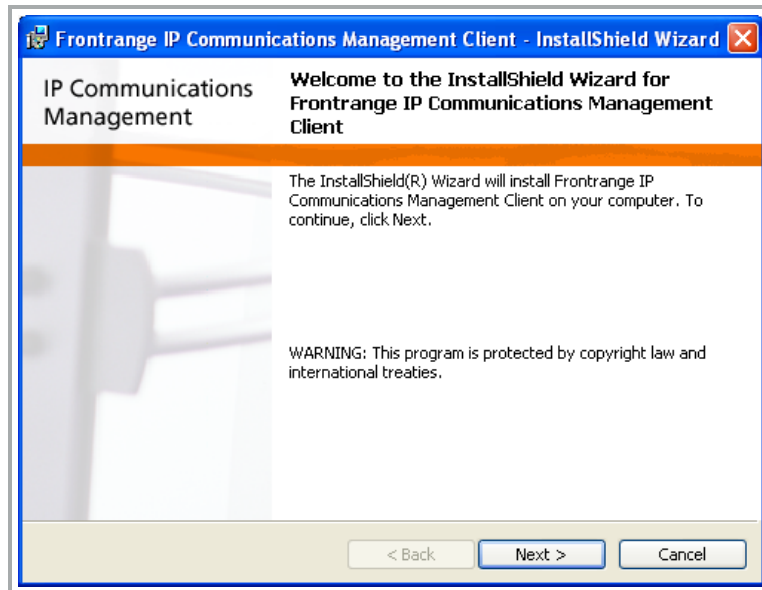 Frontrange IP Communications Management Client - InstallShield Wizard
IP Communications
Management
Welcome to the InstallShield Wizard for
Frontrange IP Communications Management
Client
The InstallShield(R) Wizard will install Frontrange IP
Communications Management Client on your computer. To
continue, click Next.
WARNING: This program is protected by copyright law and
international treaties.
< Back
Next >
Cancel